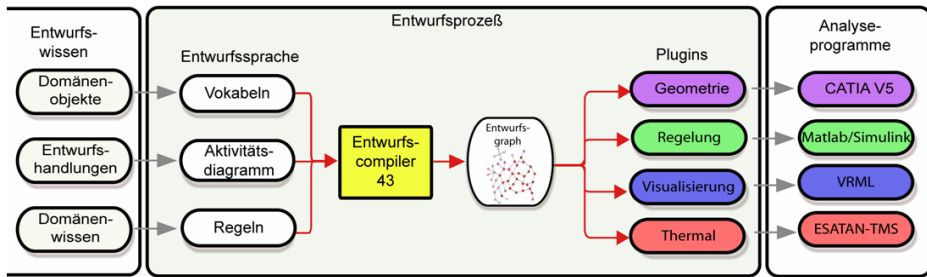 Entwurfs-
wissen
Domänen-
objekte
Entwurfs-
handlungen
Domänen-
wissen
Entwurfsprozeß
Entwurfssprache
Vokabeln
Aktivitäts-
diagramm
Regeln
Entwurfs-
compiler
43
Entwurfs-
graph
Plugins
Geometrie
Regelung
Visualisierung
Thermal
Analyse-
programme
CATIA V5
Matlab/Simulink
VRML
ESATAN-TMS